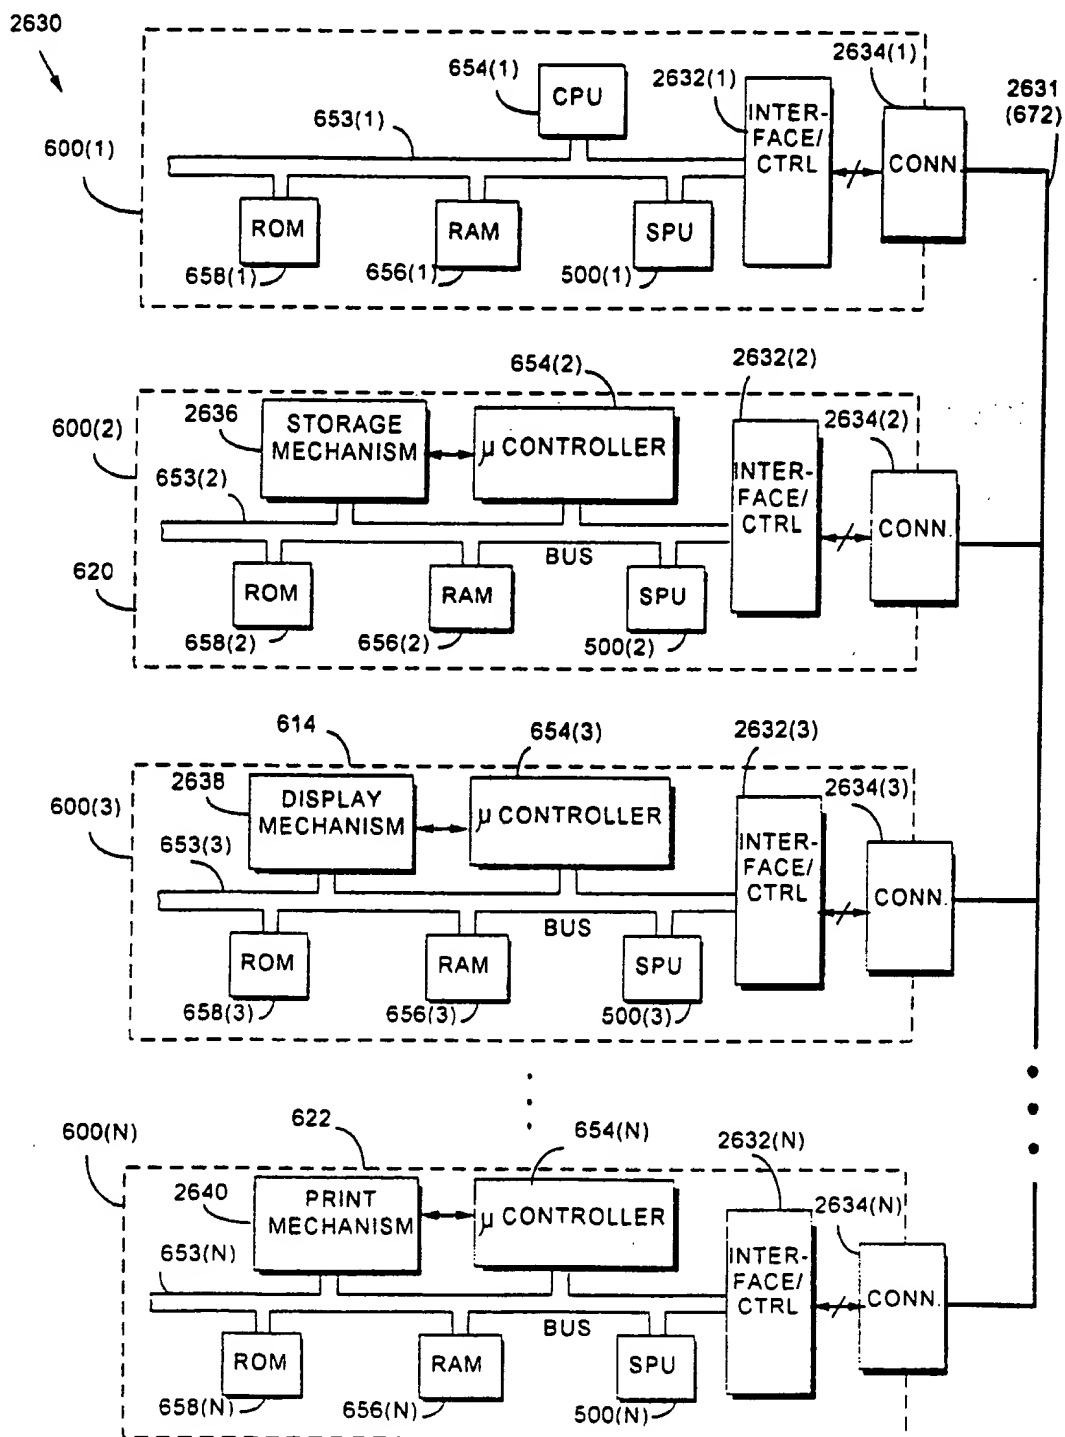 2630
654(1)
2632(1)
2634(1)
2631
(672)
CPU
INTER-
FACE/
CTRL
653(1)
600(1)
CONN
ROM
RAM
SPU
658(1)
656(1)
500(1)
654(2)
2632(2)
2636
STORAGE
MECHANISM
μ CONTROLLER
2634(2)
600(2)
653(2)
INTER-
FACE/
CTRL
CONN.
BUS
620
ROM
RAM
SPU
658(2)
656(2)
500(2)
614
654(3)
2632(3)
2638
DISPLAY
MECHANISM
μ CONTROLLER
2634(3)
600(3)
653(3)
INTER-
FACE/
CTRL
CONN.
BUS
ROM
RAM
SPU
658(3)
656(3)
500(3)
622
600(N)
654(N)
2632(N)
2640
PRINT
MECHANISM
μ CONTROLLER
2634(N)
653(N)
INTER-
FACE/
CTRL
CONN.
BUS
ROM
RAM
SPU
658(N)
656(N)
500(N)